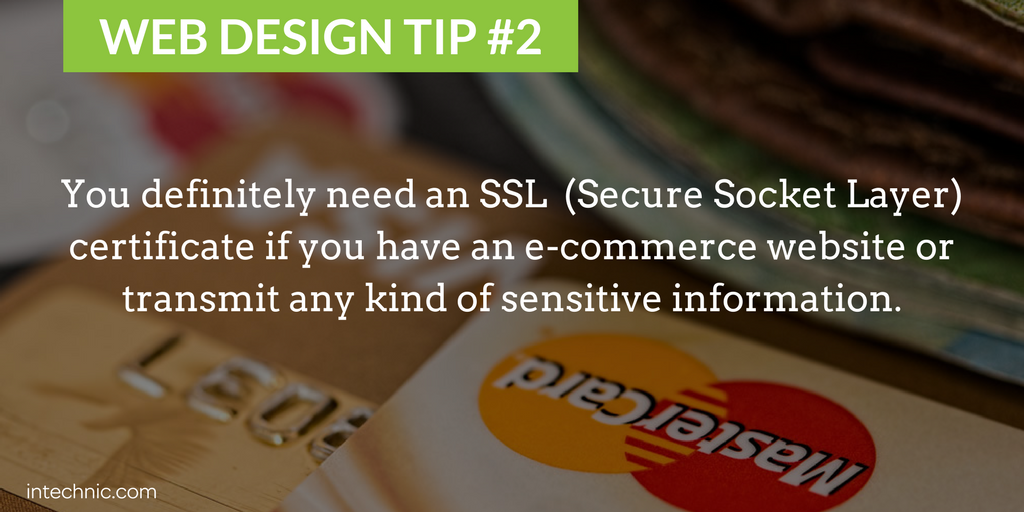 WEB DESIGN TIP #2
You definitely need an SSL (Secure Socket Layer)
certificate if you have an e-commerce website or
transmit any kind of sensitive information.
MasterCard
intechnic.com